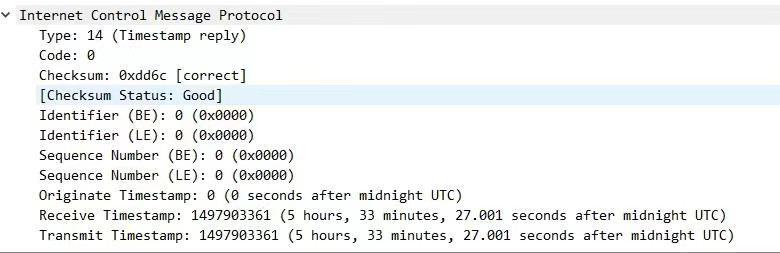 Internet Control Message Protocol
Type: 14 (Timestamp reply)
Code: 0
Checksum: 0xdd6c [correct]
[Checksum Status: Good]
Identifier (BE): 0 (0x0000)
Identifier (LE): 0 (0x0000)
Sequence Number (BE): 0 (0x0000)
Sequence Number (LE): 0 (0x0000)
Originate Timestamp: 0 (0 seconds after midnight UTC)
Receive Timestamp: 1497903361 (5 hours, 33 minutes, 27.001 seconds after midnight UTC)
Transmit Timestamp: 1497903361 (5 hours, 33 minutes, 27.001 seconds after midnight UTC)